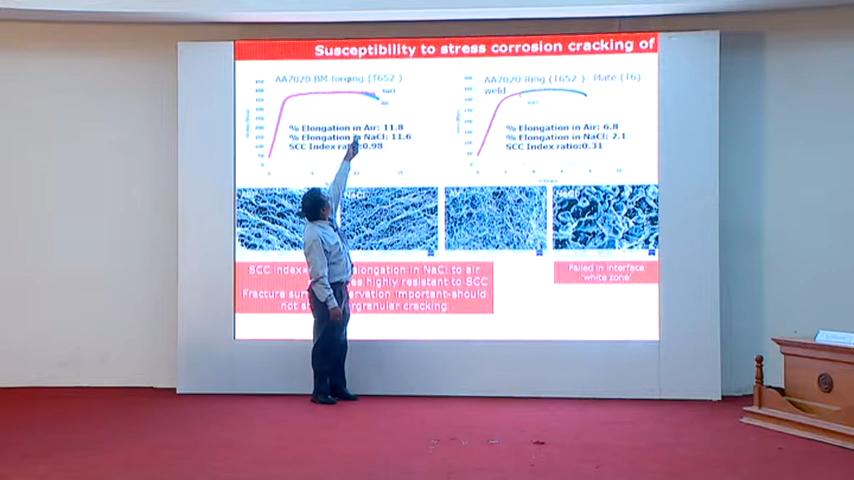 Susceptibility to stress corrosion cracking of
AA7020 BM forging (T652 )
AA7020 Ring (T652 ) Plate (T6)
weld
NaCl
Air
% Elongation in Air: 11.8
% Elongation in NaCl: 11.6
SCC Index :0.98
% Elongation in Air: 6.8
% Elongation in NaCl: 2.1
SCC Index ratio:0.31
NaCl
SCC index elongation in NaCl to air
highly resistant to SCC
Fracture important-should
not cracking
Failed in interface
'white zone'